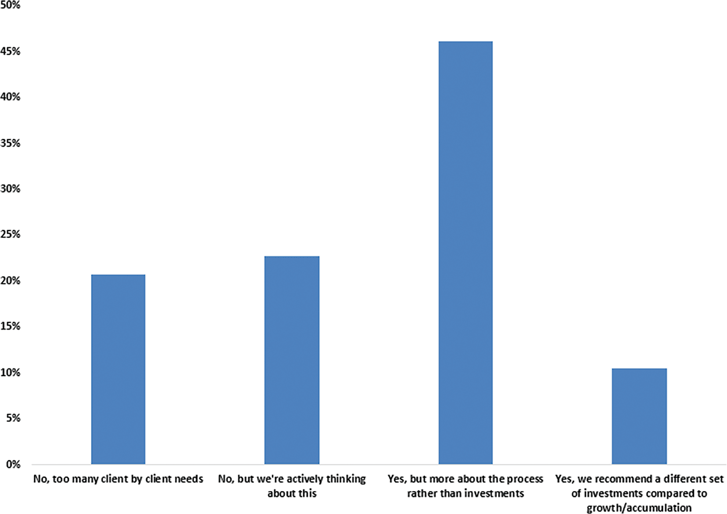 50%
45%
40%
35%
30%
25%
20%
15%
10%
5%
0%
No, too many client by client needs
No, but we're actively thinking
about this
Yes, but more about the process
rather than investments
Yes, we recommend a different set
of investments compared to
growth/accumulation